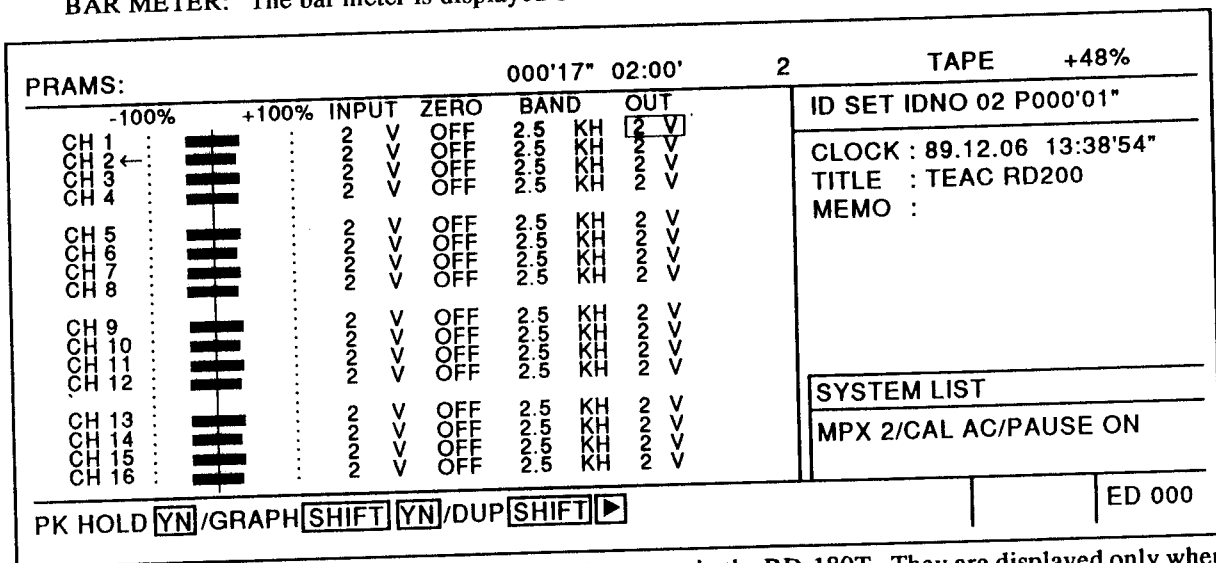 BAR METER: The bar meter is displayed
PRAMS: 000'17" 02:00' 2 TAPE +48%
-100% +100% INPUT ZERO BAND OUT
CH 1 2 V OFF 2.5 KH 2 V
CH 2← 2 V OFF 2.5 KH 2 V
CH 3 2 V OFF 2.5 KH 2 V
CH 4 2 V OFF 2.5 KH 2 V
CH 5 2 V OFF 2.5 KH 2 V
CH 6 2 V OFF 2.5 KH 2 V
CH 7 2 V OFF 2.5 KH 2 V
CH 8 2 V OFF 2.5 KH 2 V
CH 9 2 V OFF 2.5 KH 2 V
CH 10 2 V OFF 2.5 KH 2 V
CH 11 2 V OFF 2.5 KH 2 V
CH 12 2 V OFF 2.5 KH 2 V
CH 13 2 V OFF 2.5 KH 2 V
CH 14 2 V OFF 2.5 KH 2 V
CH 15 2 V OFF 2.5 KH 2 V
CH 16 2 V OFF 2.5 KH 2 V
ID SET IDNO 02 P000'01"
CLOCK : 89.12.06 13:38'54"
TITLE : TEAC RD200
MEMO :
SYSTEM LIST
MPX 2/CAL AC/PAUSE ON
PK HOLD YN/GRAPH SHIFT YN/DUP SHIFT ▶
ED 000
in the RD-180T. They are displayed only when